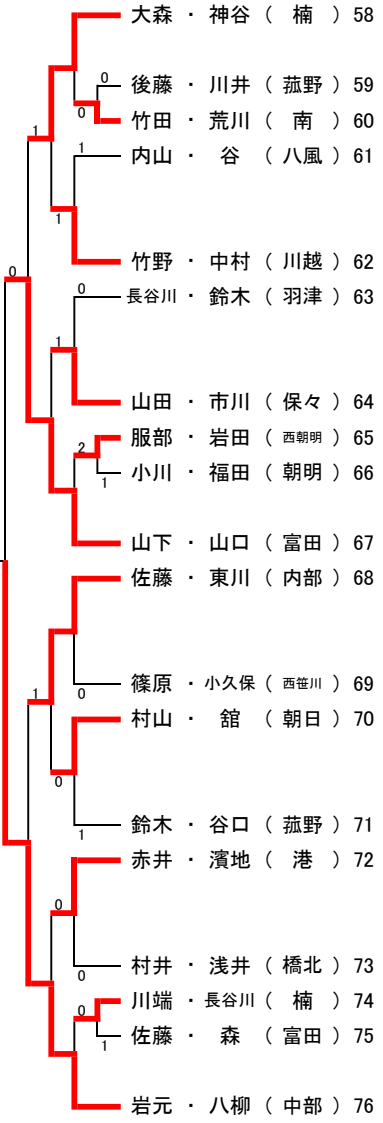 大森 ・ 神谷 ( 楠 ) 58
0
後藤 ・ 川井 ( 菰野 ) 59
0
竹田 ・ 荒川 ( 南 ) 60
1
1
内山 ・ 谷 ( 八風 ) 61
1
竹野 ・ 中村 ( 川越 ) 62
0
0
長谷川 ・ 鈴木 ( 羽津 ) 63
1
山田 ・ 市川 ( 保々 ) 64
服部 ・ 岩田 ( 西朝明 ) 65
2
小川 ・ 福田 ( 朝明 ) 66
1
山下 ・ 山口 ( 富田 ) 67
佐藤 ・ 東川 ( 内部 ) 68
篠原 ・ 小久保 ( 西笹川 ) 69
1
0
村山 ・ 舘 ( 朝日 ) 70
0
鈴木 ・ 谷口 ( 菰野 ) 71
1
赤井 ・ 濱地 ( 港 ) 72
0
村井 ・ 浅井 ( 橋北 ) 73
0
川端 ・ 長谷川 ( 楠 ) 74
0
佐藤 ・ 森 ( 富田 ) 75
1
岩元 ・ 八柳 ( 中部 ) 76